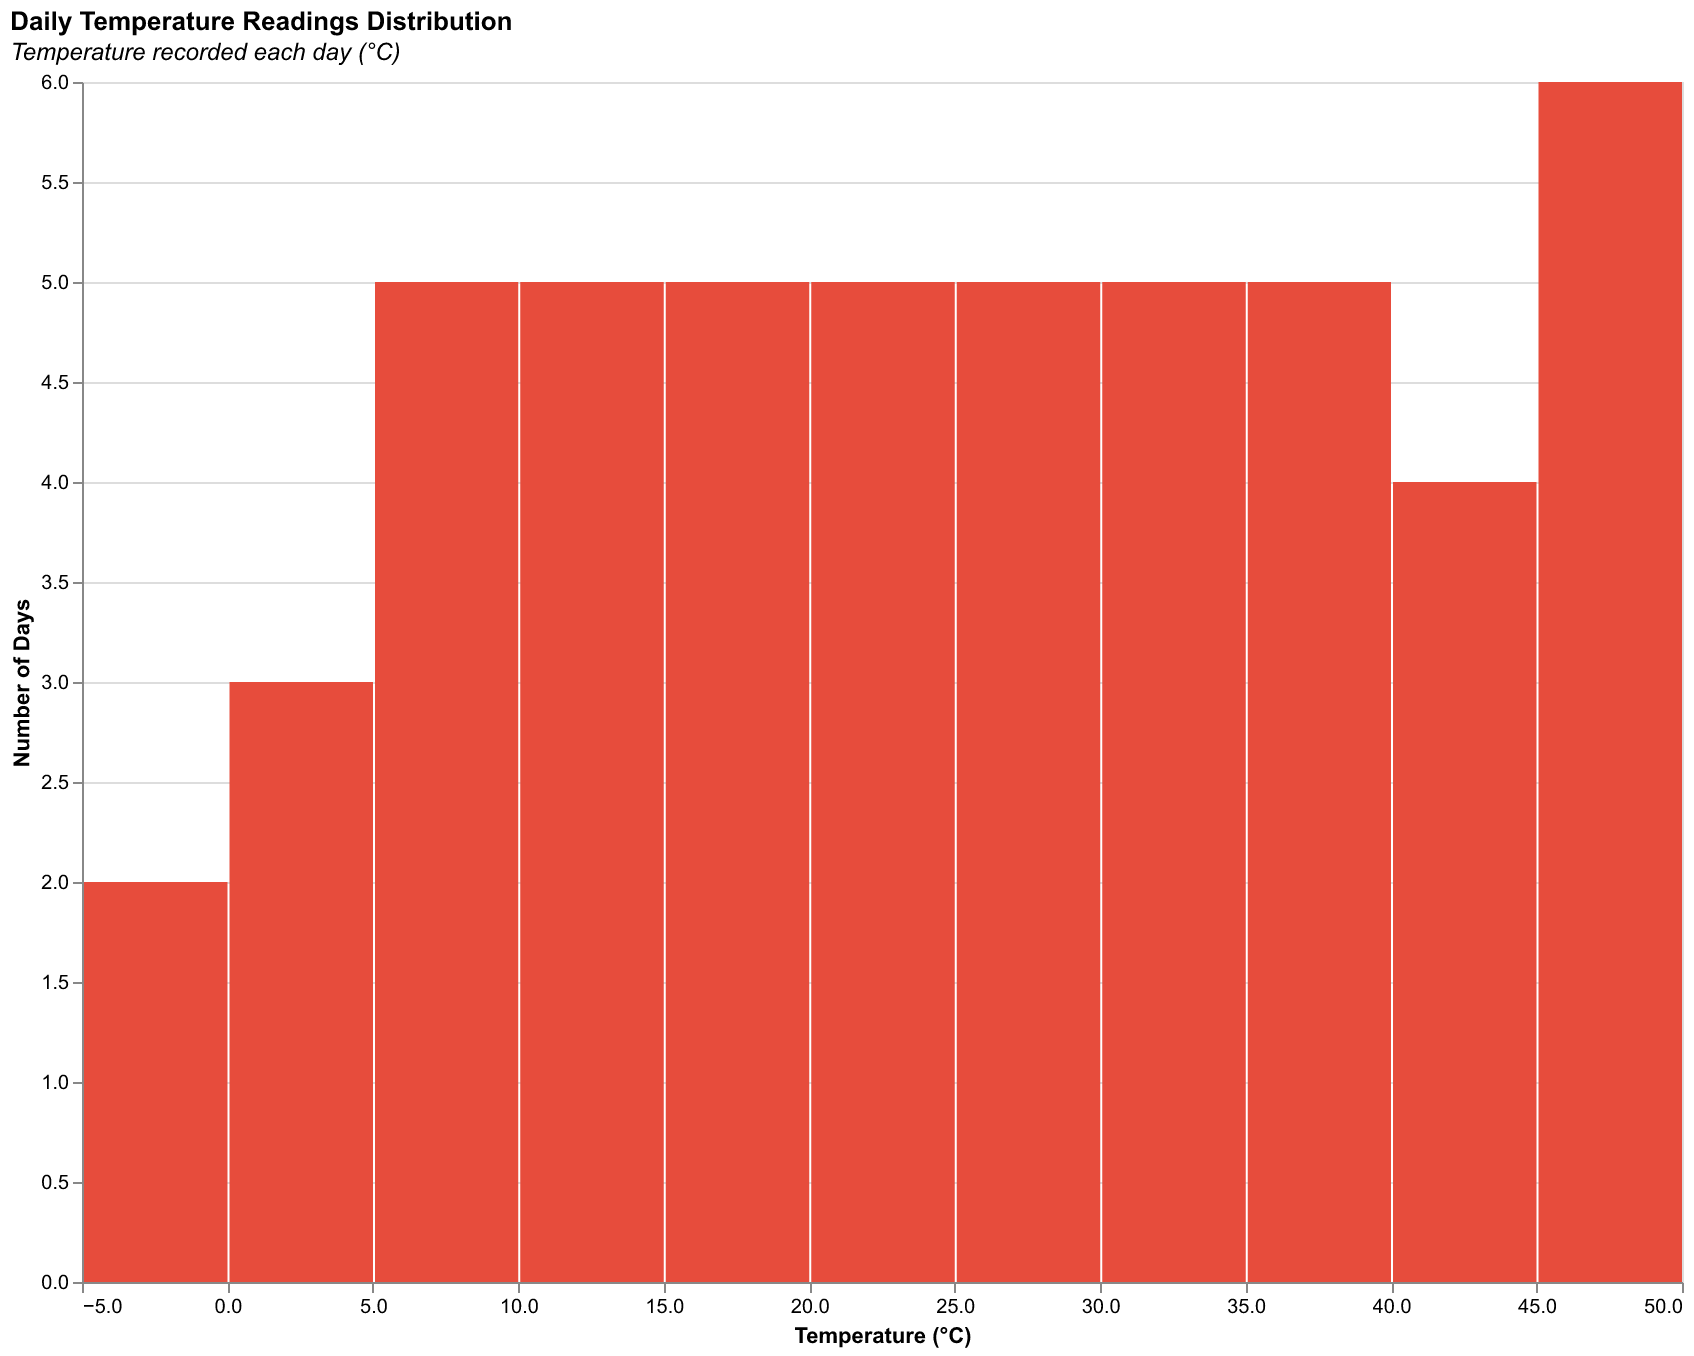 Daily Temperature Readings Distribution
Temperature recorded each day (°C)
6.0
5.5
5.0
4.5
4.0
3.5
3.0
2.5
2.0
1.5
1.0
0.5
0.0
Number of Days
−5.0 0.0 5.0 10.0 15.0 20.0 25.0 30.0 35.0 40.0 45.0 50.0
Temperature (°C)